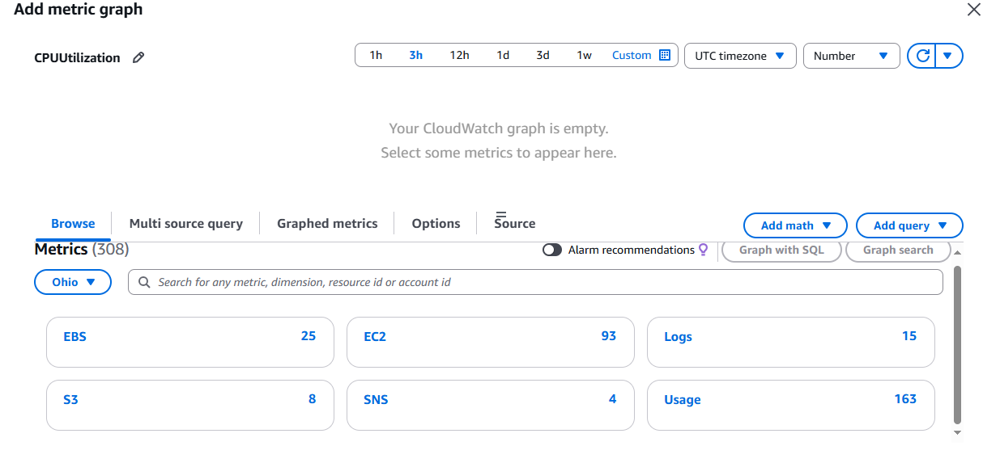 Add metric graph
CPUUtilization
1h 3h 12h 1d 3d 1w Custom UTC timezone Number
Your CloudWatch graph is empty.
Select some metrics to appear here.
Browse Multi source query Graphed metrics Options Source Add math Add query
Metrics (308) Alarm recommendations Graph with SQL Graph search
Ohio Search for any metric, dimension, resource id or account id
EBS 25 EC2 93 Logs 15
S3 8 SNS 4 Usage 163